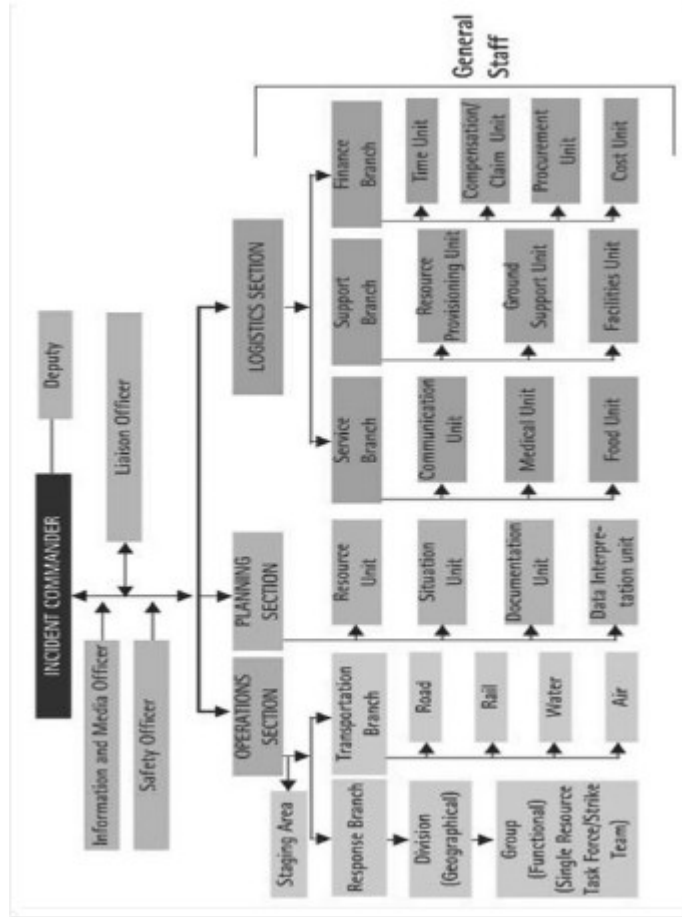 INCIDENT COMMANDER
Deputy
Information and Media Officer
Liaison Officer
Safety Officer
OPERATIONS
SECTION
PLANNING
SECTION
LOGISTICS SECTION
Staging Area
Response Branch
Transportation
Branch
Service
Branch
Support
Branch
Finance
Branch
General
Staff
Division
(Geographical)
Group
(Functional)
(Single Resource
Task Force/Strike
Team)
Road
Rail
Water
Air
Resource
Unit
Situation
Unit
Documentation
Unit
Data Interpre-
tation unit
Communication
Unit
Medical Unit
Food Unit
Resource
Provisioning Unit
Ground
Support Unit
Facilities Unit
Time Unit
Compensation/
Claim Unit
Procurement
Unit
Cost Unit